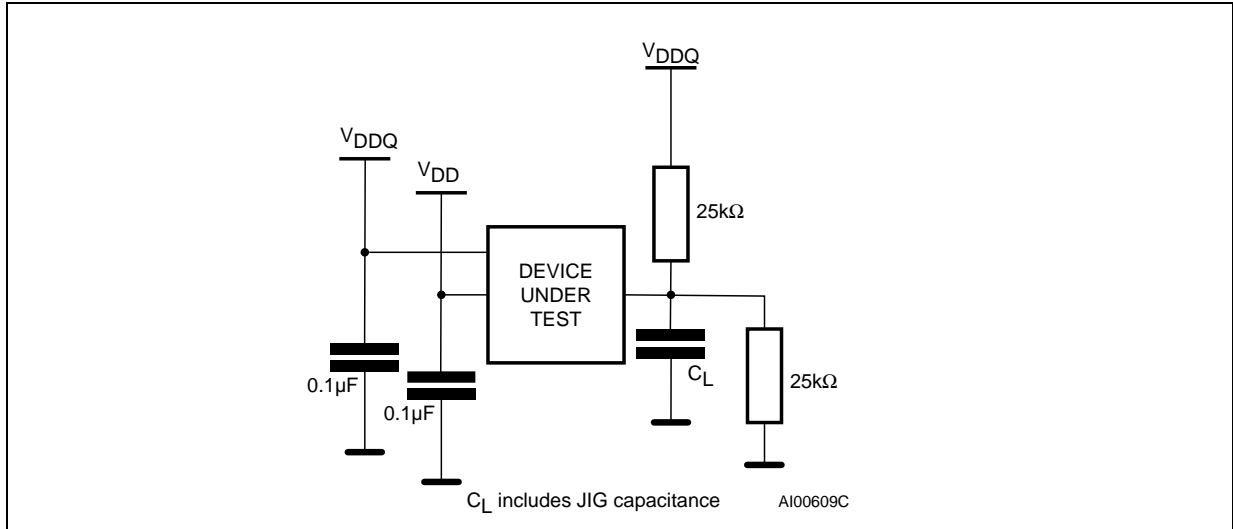 VDDQ
VDDQ
VDD
25kΩ
DEVICE
UNDER
TEST
0.1µF
0.1µF
CL
25kΩ
CL includes JIG capacitance
AI00609C